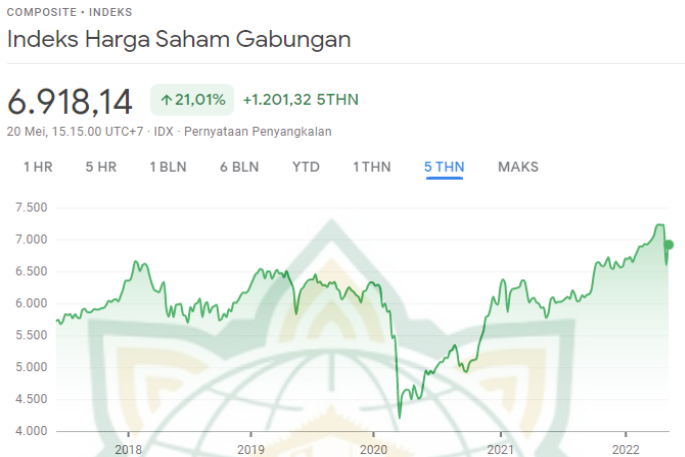 COMPOSITE • INDEKS
Indeks Harga Saham Gabungan
6.918,14 ↑ 21,01% +1.201,32 5THN
20 Mei, 15.15.00 UTC+7 · IDX · Pernyataan Penyangkalan
1 HR 5 HR 1 BLN 6 BLN YTD 1 THN 5 THN MAKS
7.500
7.000
6.500
6.000
5.500
5.000
4.500
4.000
2018 2019 2020 2021 2022